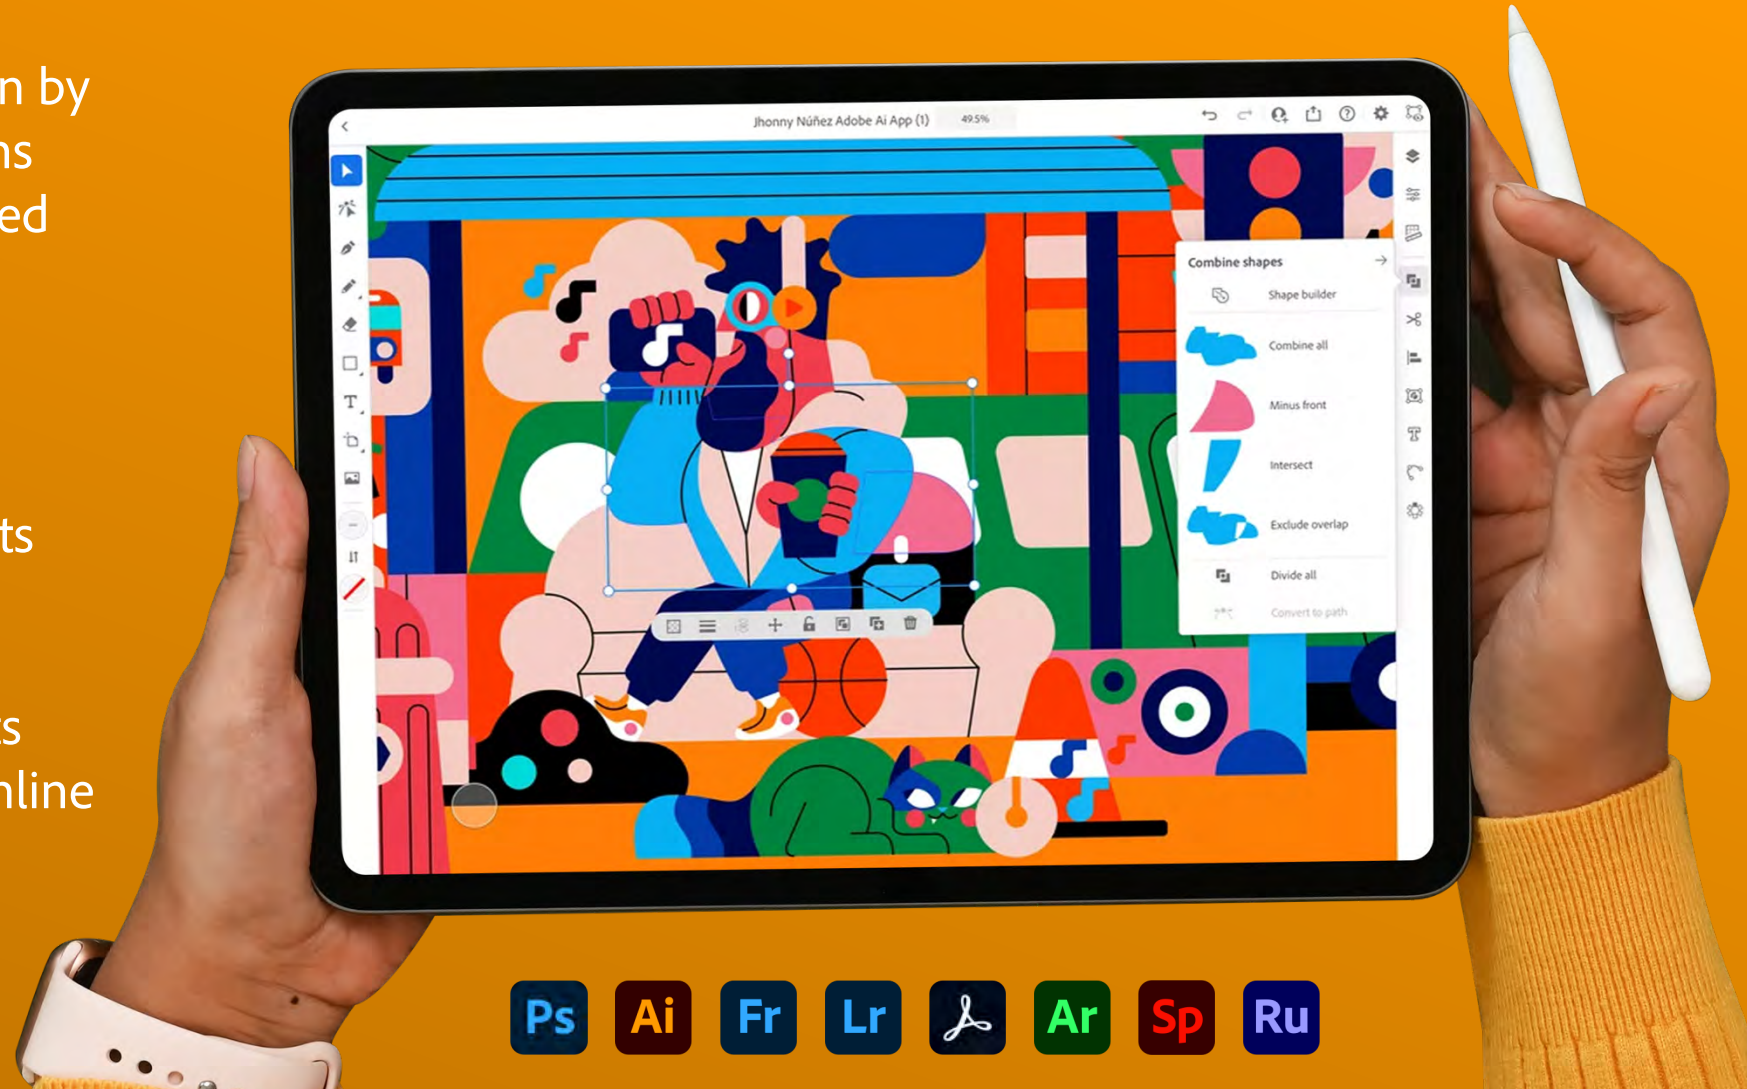 n by
ns
ed
ts
ts
nline
Jhonny Núñez Adobe Ai App (1)
49.5%
T
Combine shapes
Shape builder
Combine all
Minus front
Intersect
Exclude overlap
Divide all
Convert to path
Ps
Ai
Fr
Lr
Ar
Sp
Ru